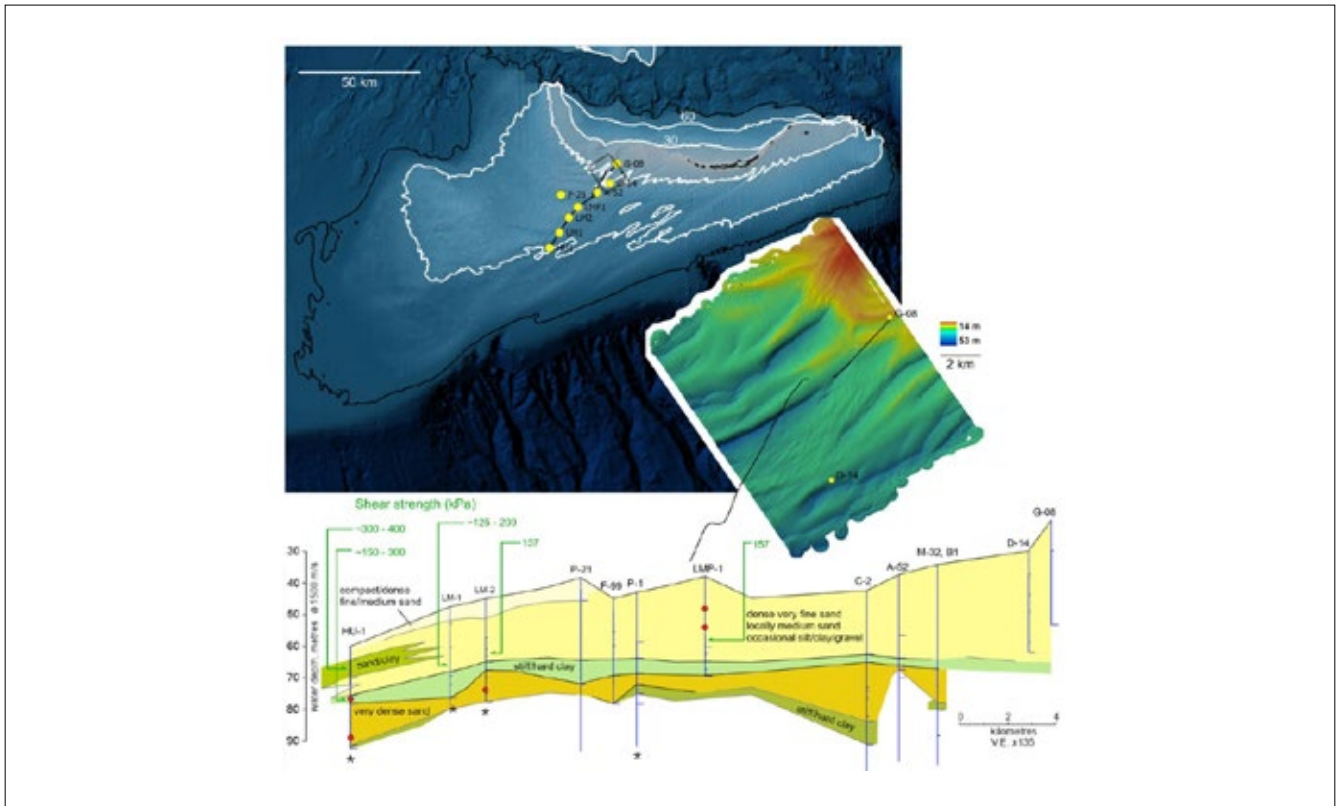 50 km
60
30
G-08
D-14
A-52
P-21
LMP1
LM2
LM1
G-08
14 m
53 m
2 km
D-14
Shear strength (kPa)
~300 - 400
~150 - 300
~125 - 200
137
157
G-08
D-14
M-32, B1
A-52
C-2
LMP-1
P-1
F-99
P-21
LM-2
LM-1
HU-1
30
40
50
60
70
80
90
water depth, metres @ 1500 m/s
compact/dense
fine/medium sand
sand/clay
dense very fine sand
locally medium sand
occasional silt/clay/gravel
stiff/hard clay
very dense sand
stiff/hard clay
*
*
*
*
0 2 4
kilometres
V.E. x135